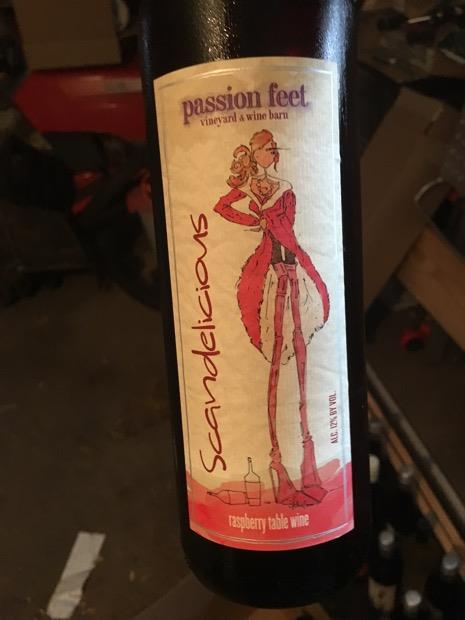 passion feet
vineyard & wine barn
Scandelicious
ALC. 12% BY VOL.
raspberry table wine